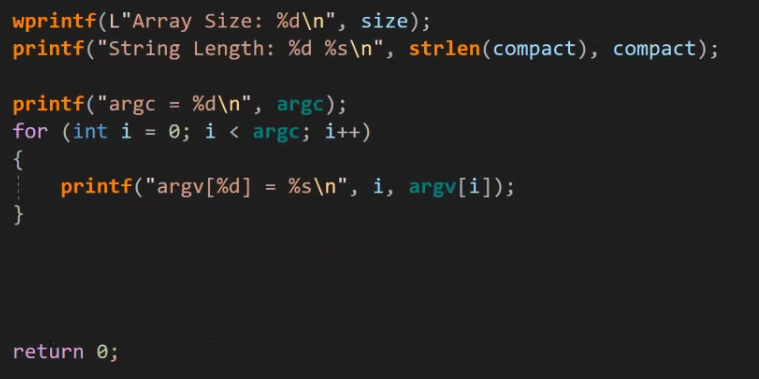 wprintf(L"Array Size: %d\n", size);
printf("String Length: %d %s\n", strlen(compact), compact);
printf("argc = %d\n", argc);
for (int i = 0; i < argc; i++)
{
printf("argv[%d] = %s\n", i, argv[i]);
}
return 0;